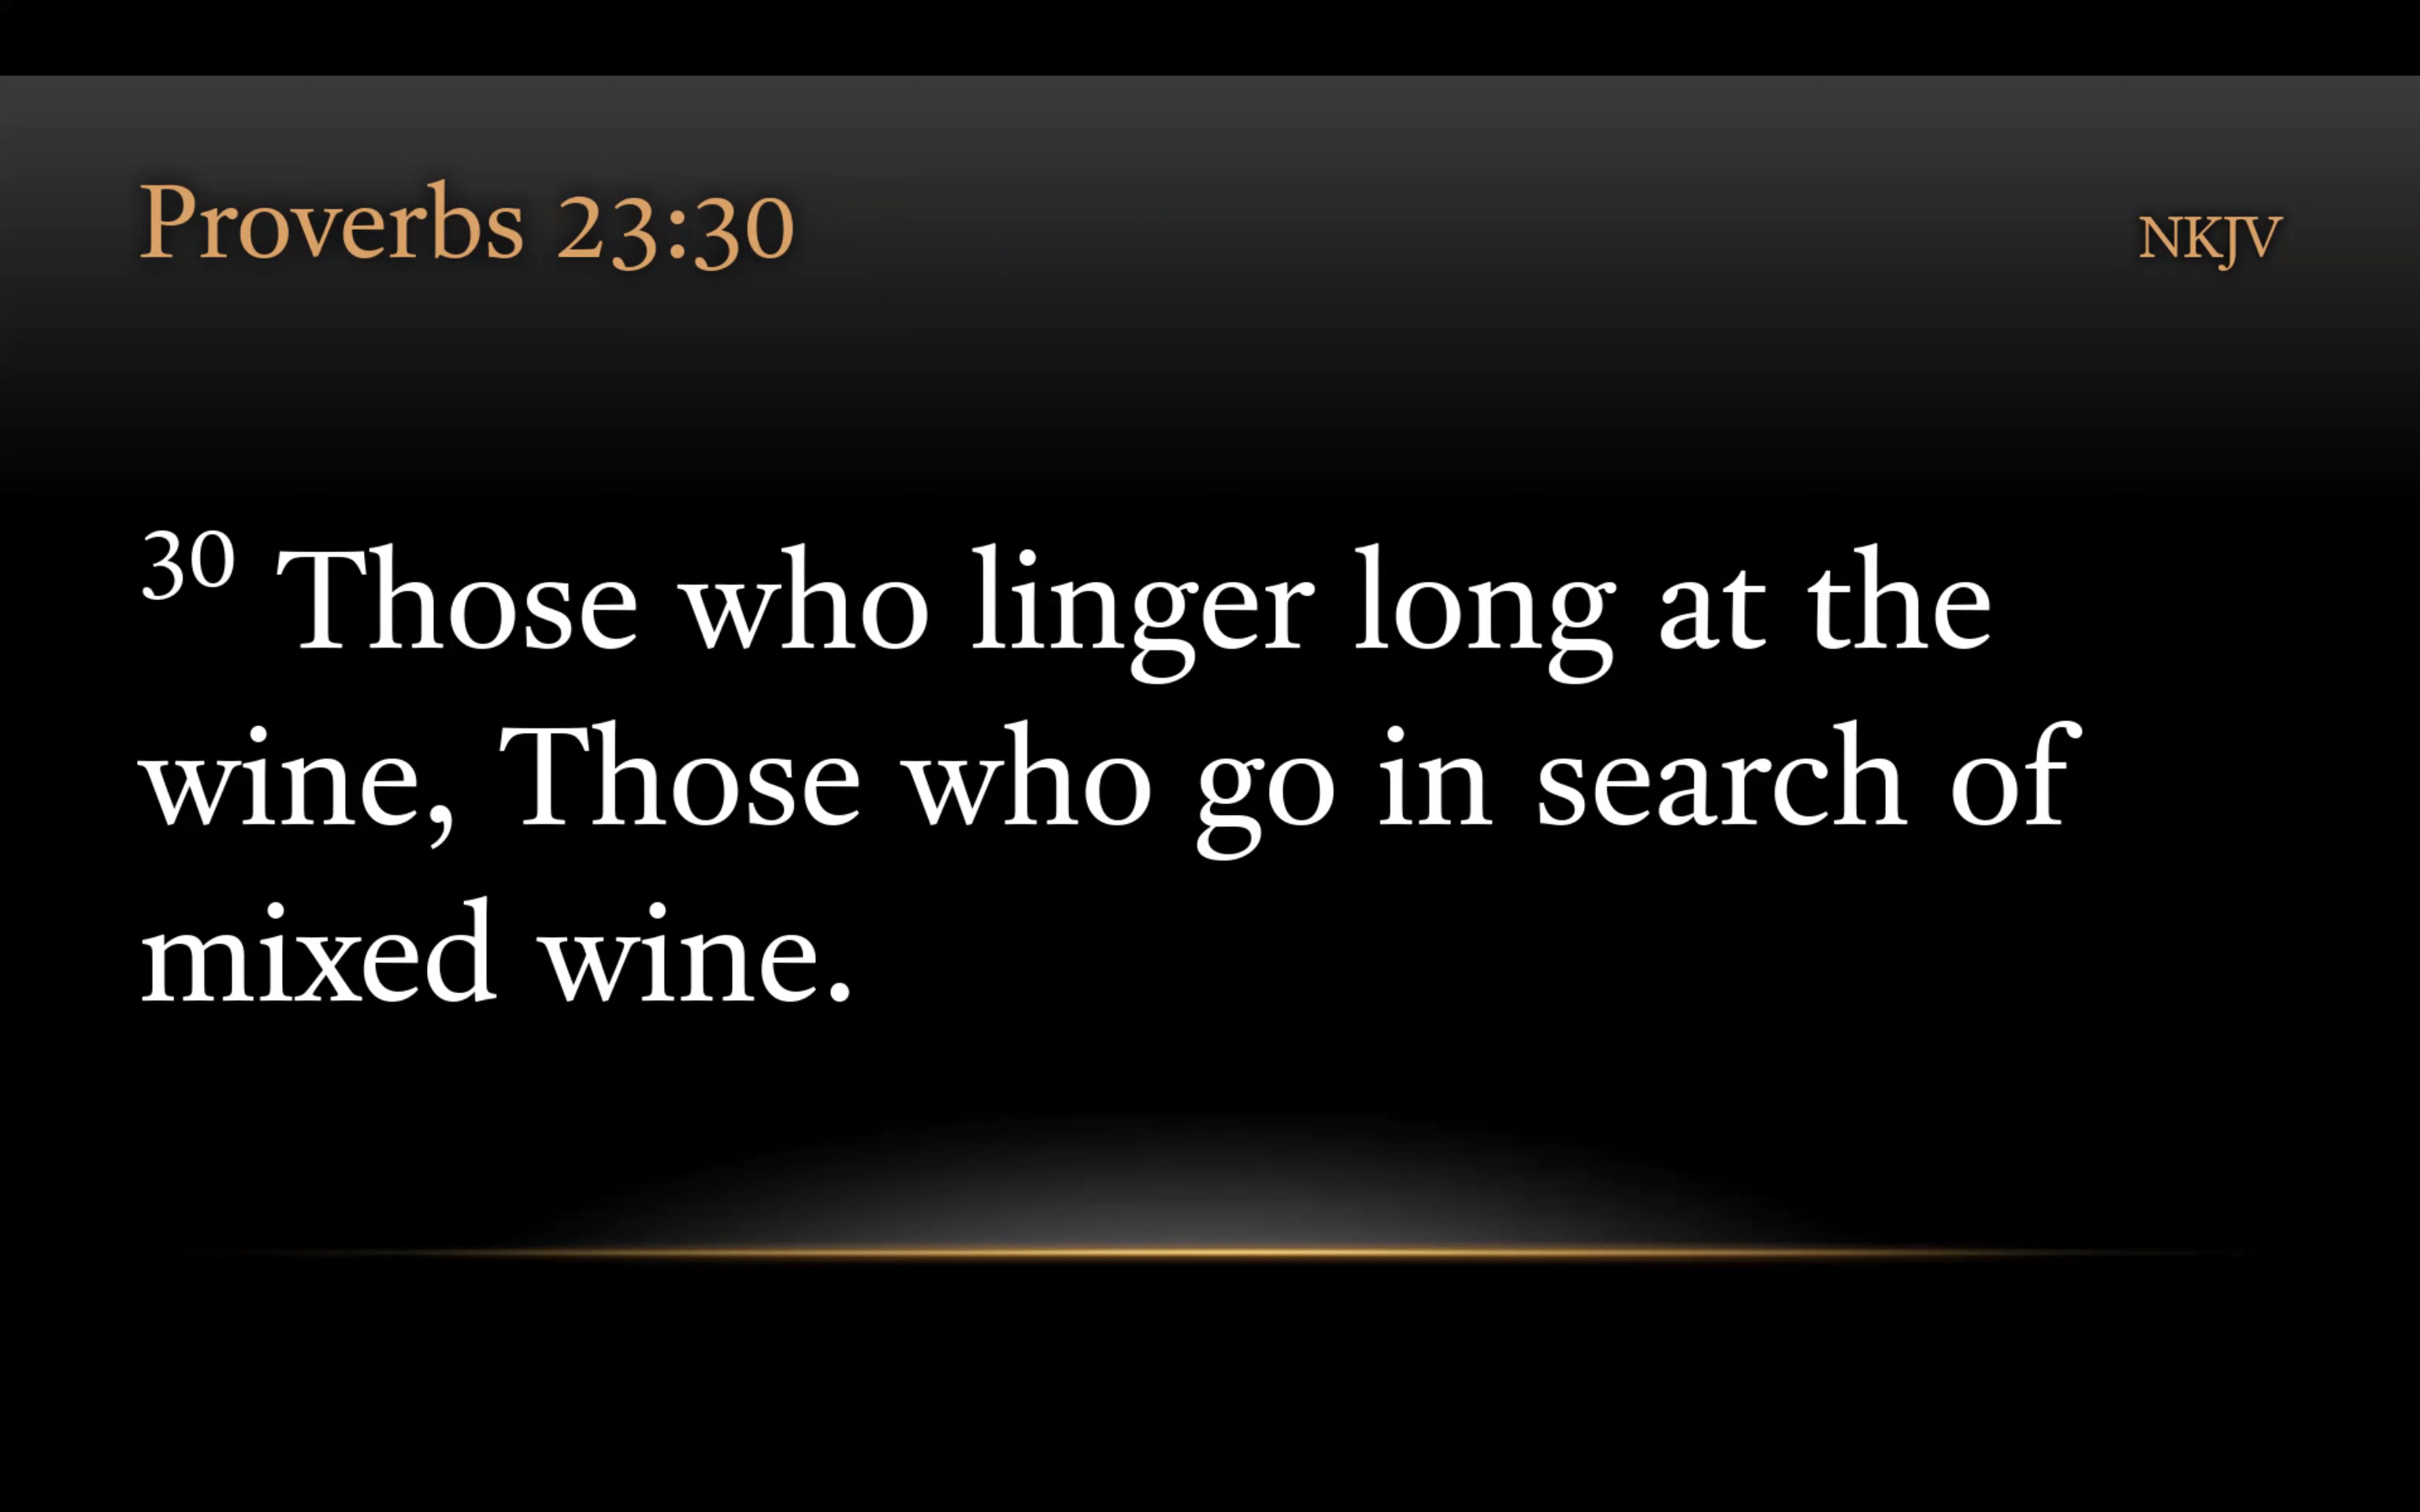 Proverbs 23:30 NKJV
30 Those who linger long at the
wine, Those who go in search of
mixed wine.